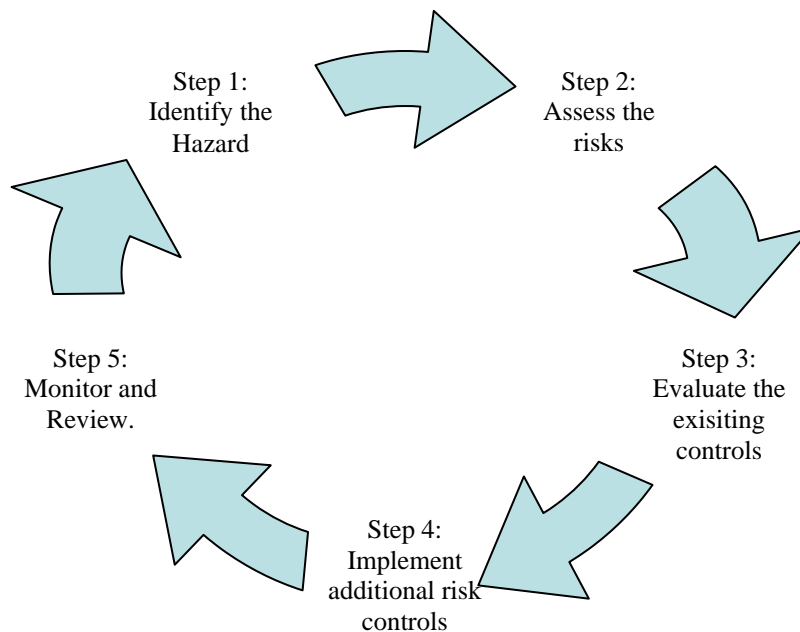 Step 1:
Identify the
Hazard
Step 2:
Assess the
risks
Step 3:
Evaluate the
exisiting
controls
Step 4:
Implement
additional risk
controls
Step 5:
Monitor and
Review.